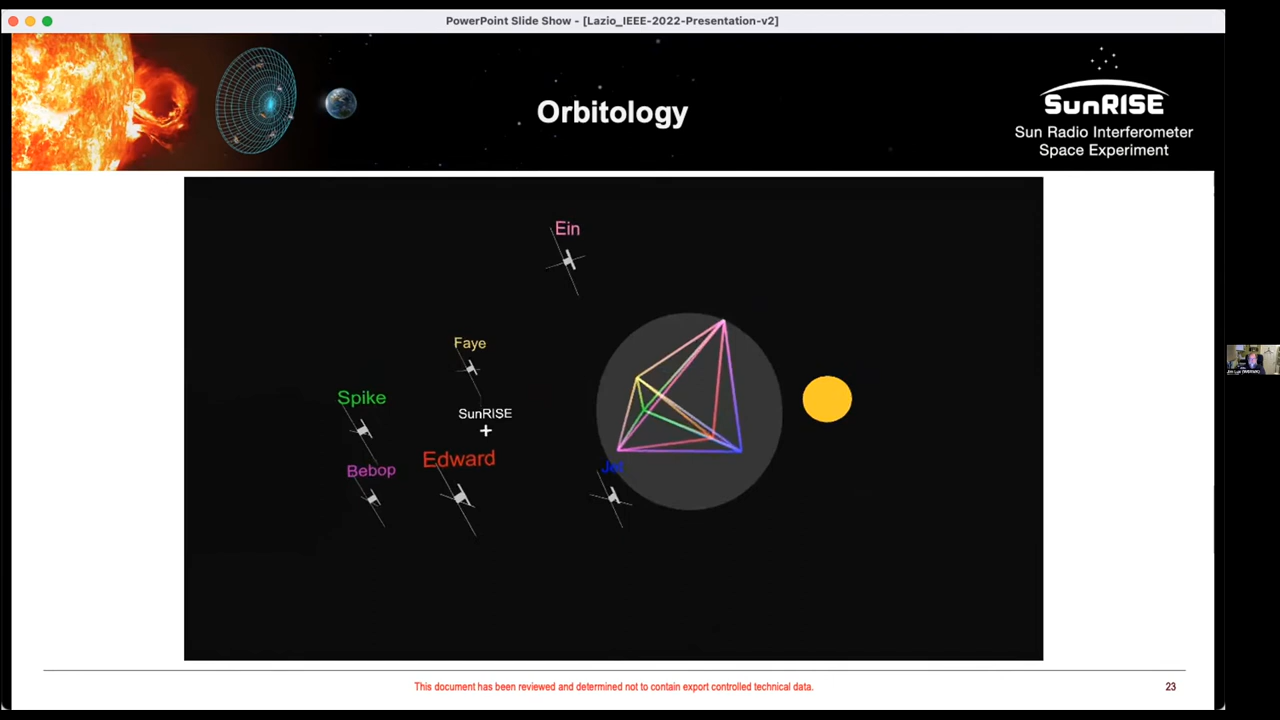 PowerPoint Slide Show - [Lazio_IEEE-2022-Presentation-v2]
Orbitology
SunRISE
Sun Radio Interferometer
Space Experiment
Ein
Faye
Spike
SunRISE
Edward
Bebop
Jet
This document has been reviewed and determined not to contain export controlled technical data.
23